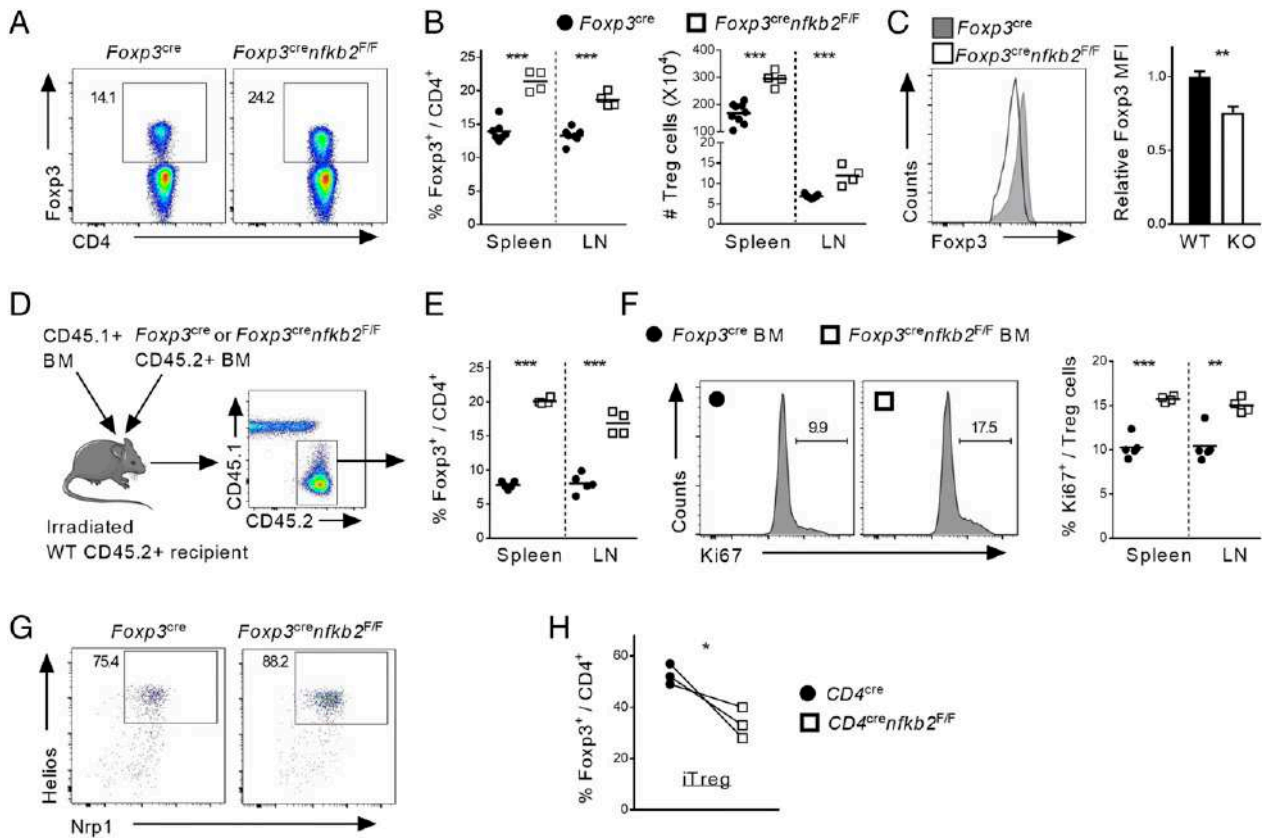 A
Foxp3cre
Foxp3crenfkb2F/F
14.1
24.2
Foxp3
CD4
B
Foxp3cre
Foxp3crenfkb2F/F
% Foxp3+ / CD4+
25
20
15
10
5
0
***
***
Spleen
LN
# Treg cells (X10^4)
400
300
200
100
15
10
5
0
***
***
Spleen
LN
C
Foxp3cre
Foxp3crenfkb2F/F
Counts
Foxp3
Relative Foxp3 MFI
1.0
0.5
0.0
**
WT
KO
D
CD45.1+
BM
Foxp3cre or Foxp3crenfkb2F/F
CD45.2+ BM
CD45.1
CD45.2
Irradiated
WT CD45.2+ recipient
E
% Foxp3+ / CD4+
25
20
15
10
5
0
***
***
Spleen
LN
F
Foxp3cre BM
Foxp3crenfkb2F/F BM
9.9
17.5
Counts
Ki67
% Ki67+ / Treg cells
20
15
10
5
0
***
**
Spleen
LN
G
Foxp3cre
Foxp3crenfkb2F/F
75.4
88.2
Helios
Nrp1
H
% Foxp3+ / CD4+
60
40
20
0
*
iTreg
CD4cre
CD4crenfkb2F/F